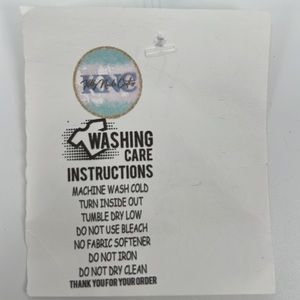 KNC
WASHING
CARE
INSTRUCTIONS
MACHINE WASH COLD
TURN INSIDE OUT
TUMBLE DRY LOW
DO NOT USE BLEACH
NO FABRIC SOFTENER
DO NOT IRON
DO NOT DRY CLEAN
THANK YOU FOR YOUR ORDER